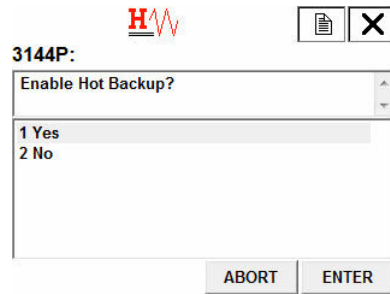 H
3144P:
Enable Hot Backup?
1 Yes
2 No
ABORT ENTER